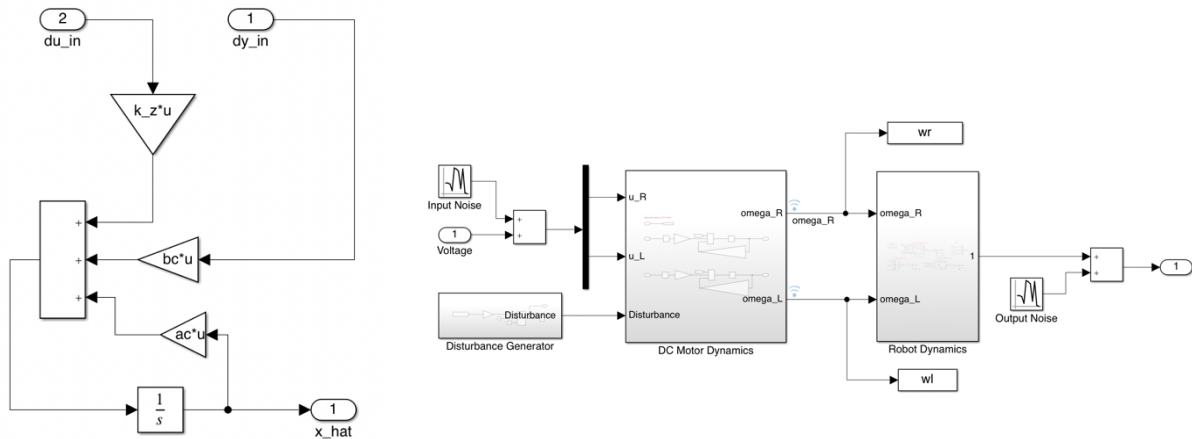 2
du_in
1
dy_in
k_z*u
+
+
+
bc*u
ac*u
1
s
1
x_hat
Input Noise
1
Voltage
+
+
u_R
u_L
Disturbance
Disturbance
Disturbance Generator
omega_R
omega_L
DC Motor Dynamics
omega_R
wr
wl
omega_R
omega_L
1
Robot Dynamics
Output Noise
+
+
1